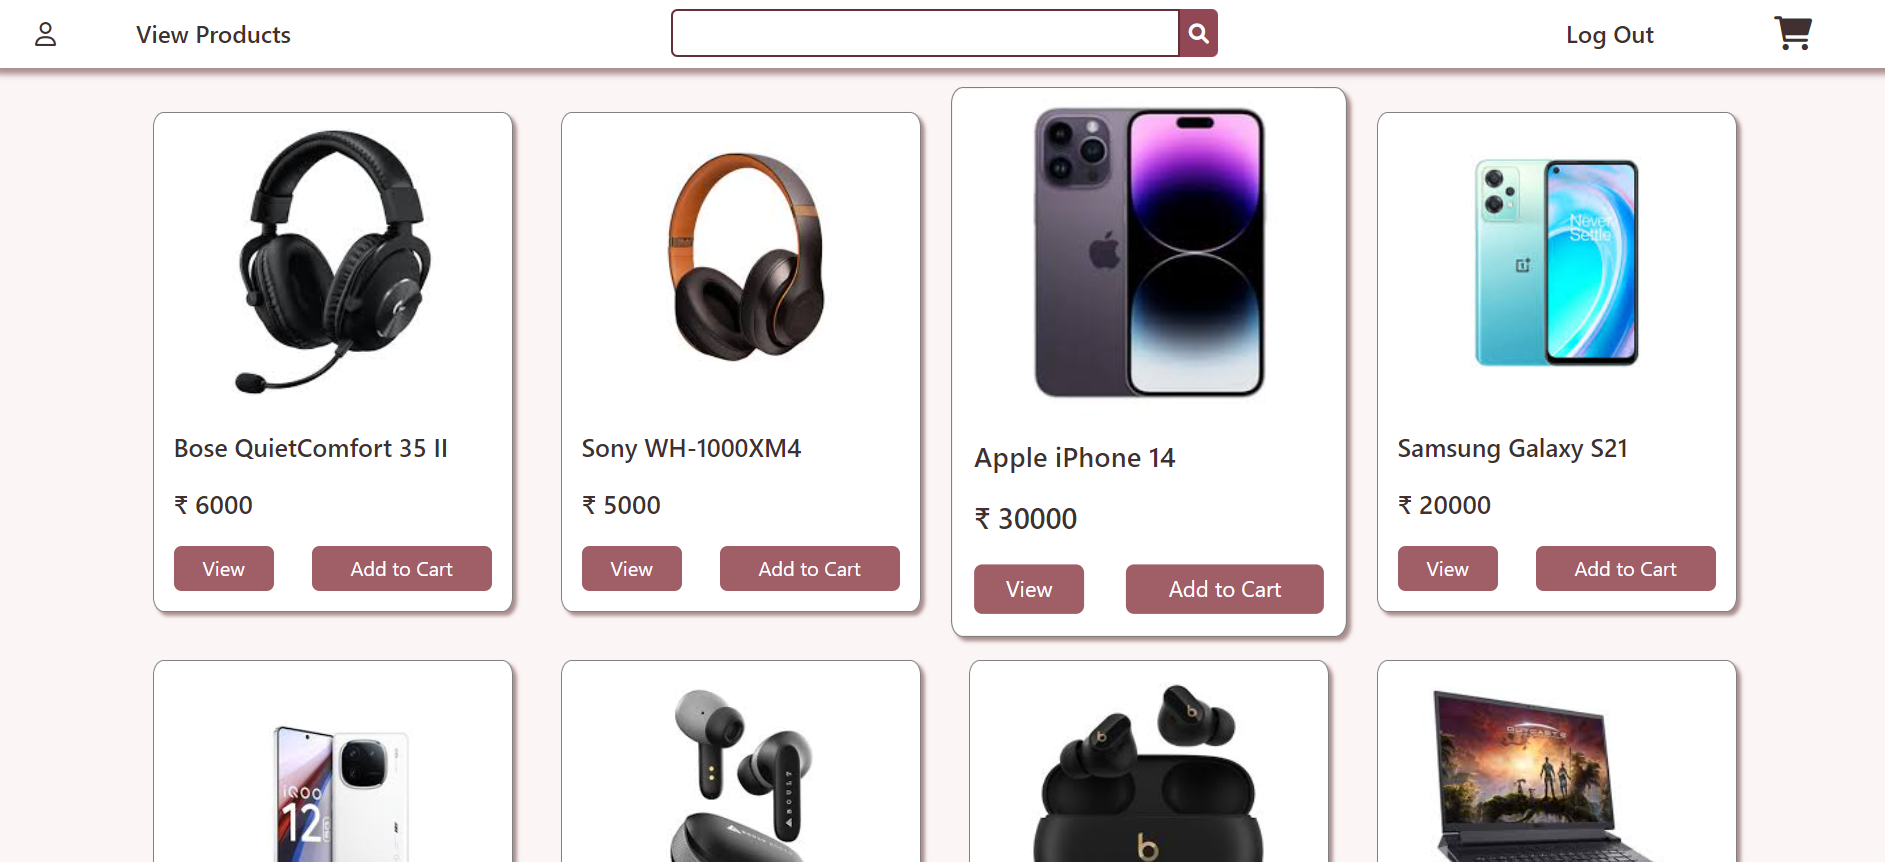 View Products
Log Out
Never
Settle
Bose QuietComfort 35 II
Sony WH-1000XM4
Apple iPhone 14
Samsung Galaxy S21
₹ 6000
₹ 5000
₹ 30000
₹ 20000
View
Add to Cart
View
Add to Cart
View
Add to Cart
View
Add to Cart
iQOO
12
BOULT
b
b
b